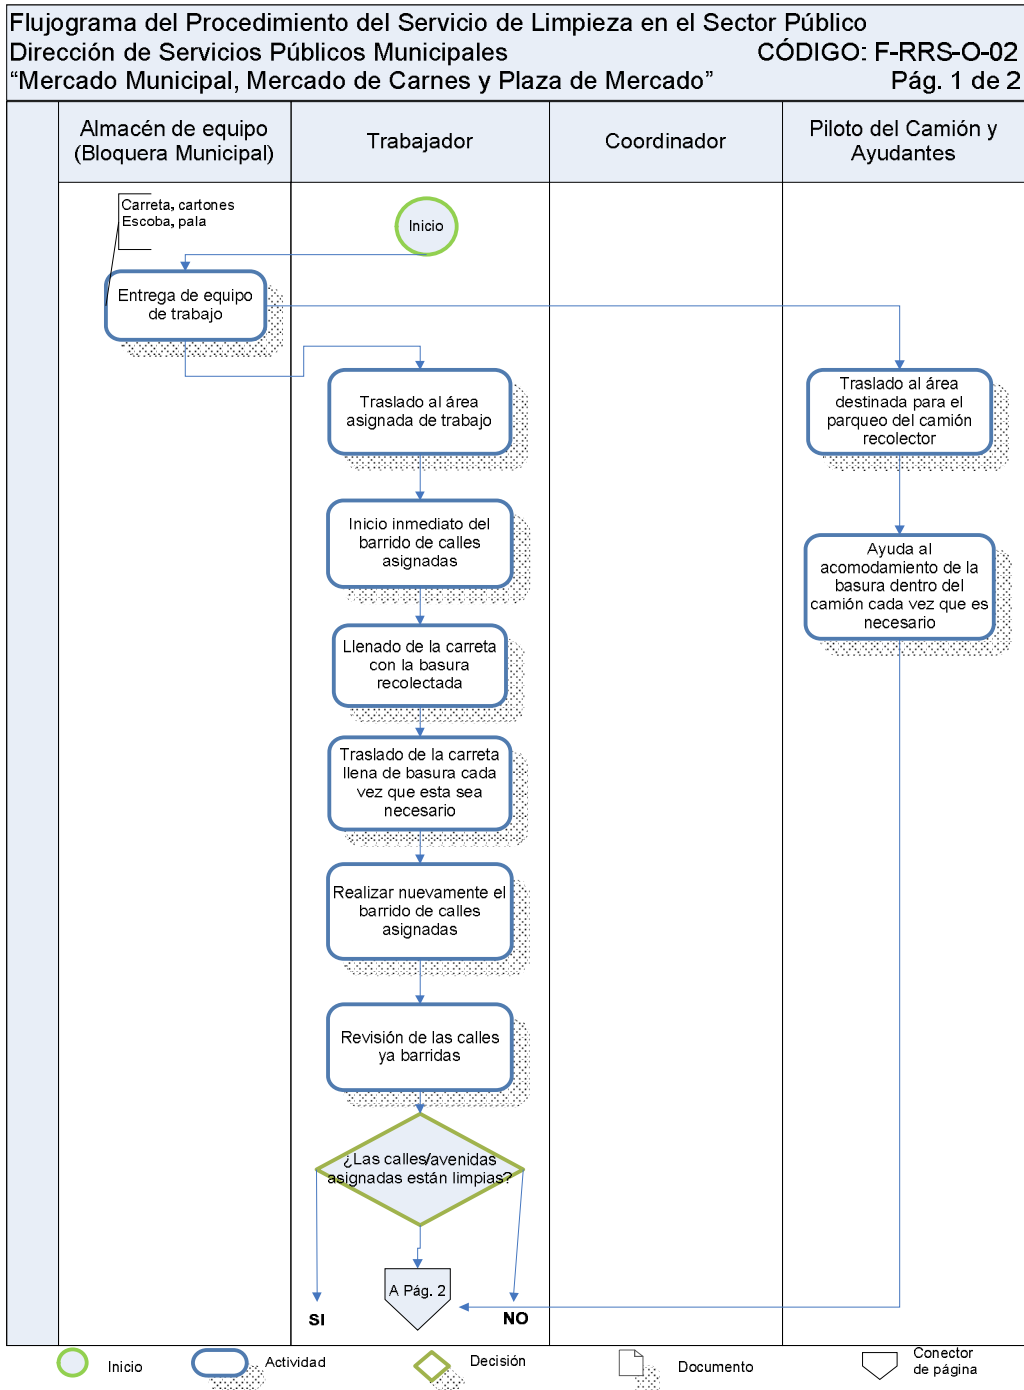 Flujograma del Procedimiento del Servicio de Limpieza en el Sector Público
Dirección de Servicios Públicos Municipales CÓDIGO: F-RRS-O-02
“Mercado Municipal, Mercado de Carnes y Plaza de Mercado” Pág. 1 de 2
Almacén de equipo
(Bloquera Municipal)
Trabajador
Coordinador
Piloto del Camión y
Ayudantes
Carreta, cartones
Escoba, pala
Inicio
Entrega de equipo
de trabajo
Traslado al área
asignada de trabajo
Traslado al área
destinada para el
parqueo del camión
recolector
Inicio inmediato del
barrido de calles
asignadas
Ayuda al
acomodamiento de la
basura dentro del
camión cada vez que es
necesario
Llenado de la carreta
con la basura
recolectada
Traslado de la carreta
llena de basura cada
vez que esta sea
necesario
Realizar nuevamente el
barrido de calles
asignadas
Revisión de las calles
ya barridas
¿Las calles/avenidas
asignadas están limpias?
A Pág. 2
SI
NO
Inicio
Actividad
Decisión
Documento
Conector
de página